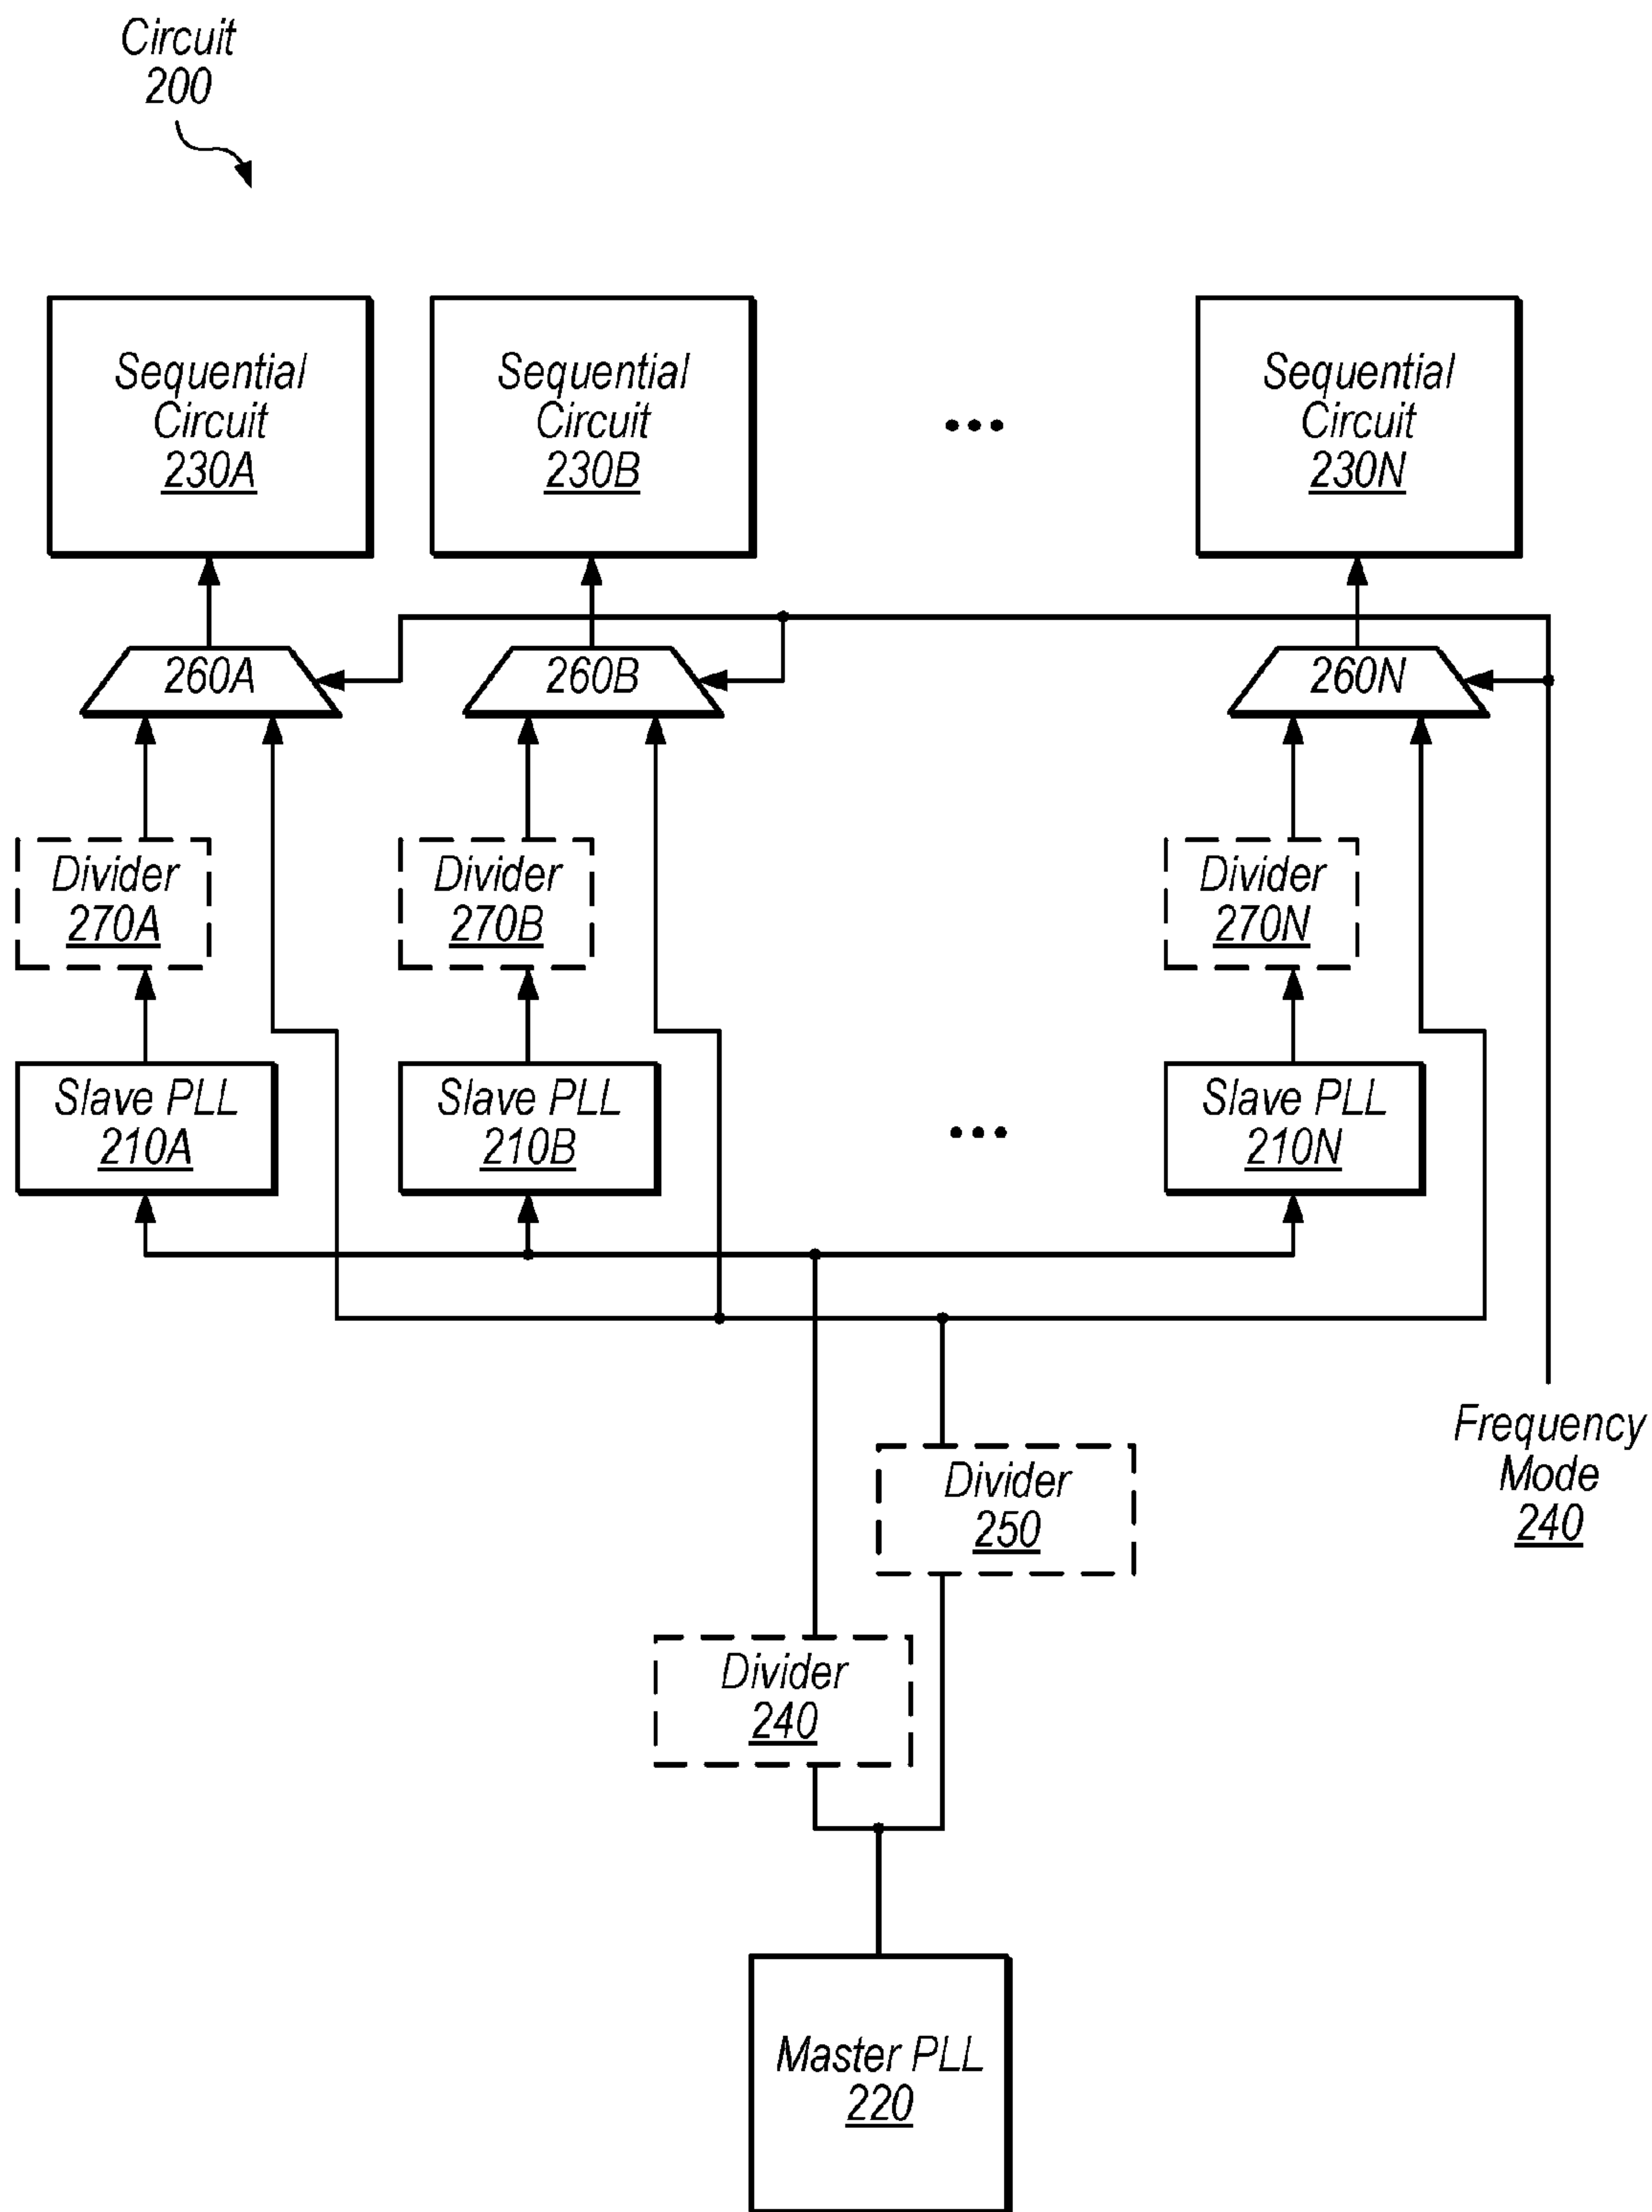 Circuit
200
Sequential
Circuit
230A
Sequential
Circuit
230B
Sequential
Circuit
230N
260A
260B
260N
Divider
270A
Divider
270B
Divider
270N
Slave PLL
210A
Slave PLL
210B
Slave PLL
210N
Frequency
Mode
240
Divider
250
Divider
240
Master PLL
220